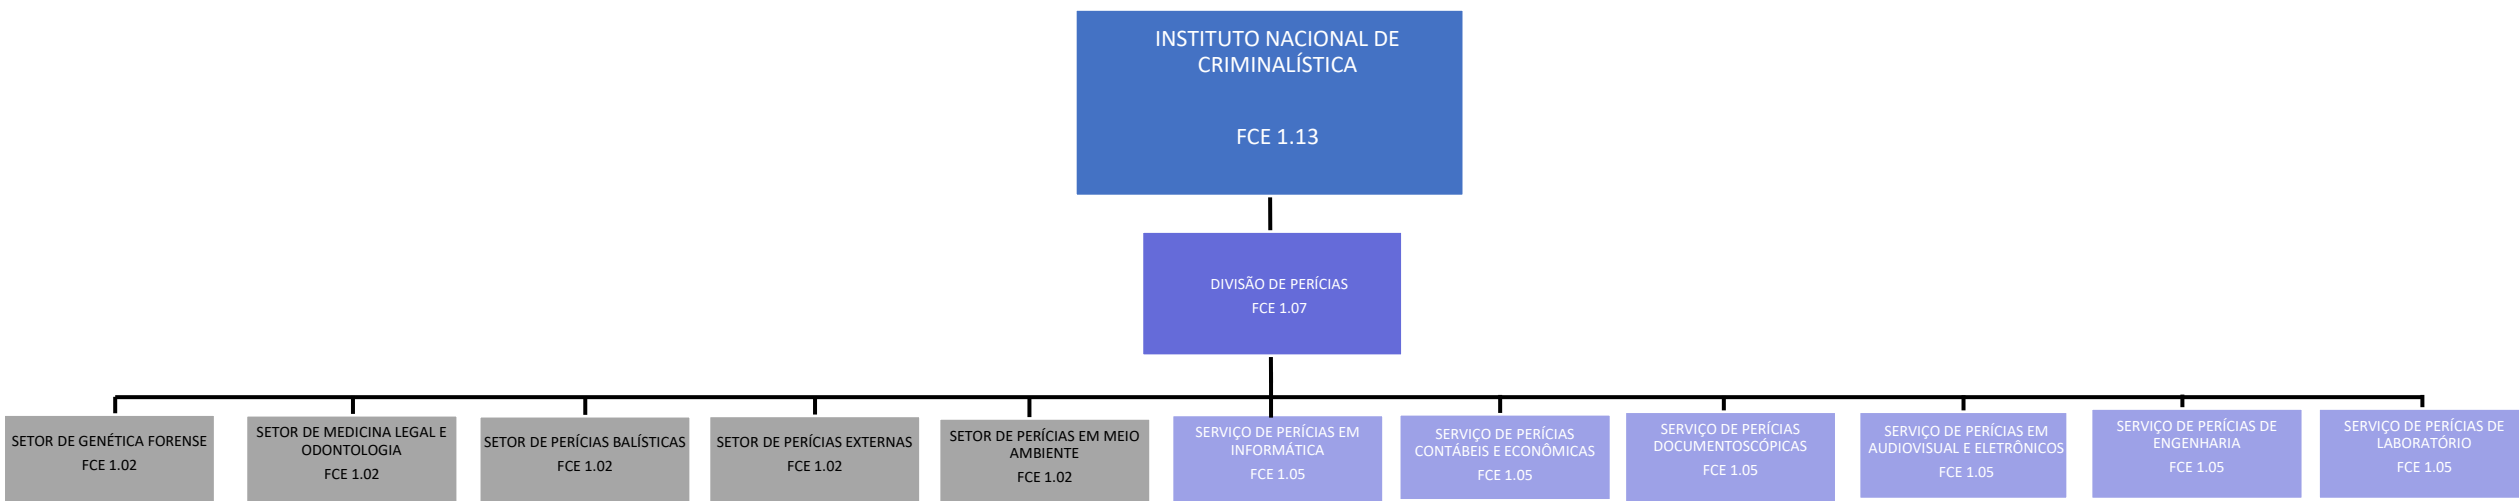 INSTITUTO NACIONAL DE
CRIMINALÍSTICA
FCE 1.13
DIVISÃO DE PERÍCIAS
FCE 1.07
SETOR DE GENÉTICA FORENSE
FCE 1.02
SETOR DE MEDICINA LEGAL E
ODONTOLOGIA
FCE 1.02
SETOR DE PERÍCIAS BALÍSTICAS
FCE 1.02
SETOR DE PERÍCIAS EXTERNAS
FCE 1.02
SETOR DE PERÍCIAS EM MEIO
AMBIENTE
FCE 1.02
SERVIÇO DE PERÍCIAS EM
INFORMÁTICA
FCE 1.05
SERVIÇO DE PERÍCIAS
CONTÁBEIS E ECONÔMICAS
FCE 1.05
SERVIÇO DE PERÍCIAS
DOCUMENTOSCÓPICAS
FCE 1.05
SERVIÇO DE PERÍCIAS EM
AUDIOVISUAL E ELETRÔNICOS
FCE 1.05
SERVIÇO DE PERÍCIAS DE
ENGENHARIA
FCE 1.05
SERVIÇO DE PERÍCIAS DE
LABORATÓRIO
FCE 1.05